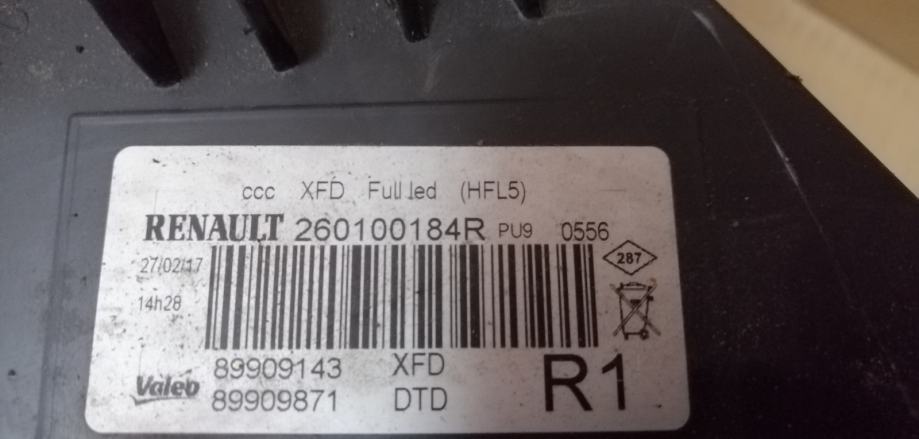 ccc XFD Full led (HFL5)
RENAULT 260100184R PU9 0556
27/02/17
287
14h28
89909143 XFD
Valeo 89909871 DTD
R1